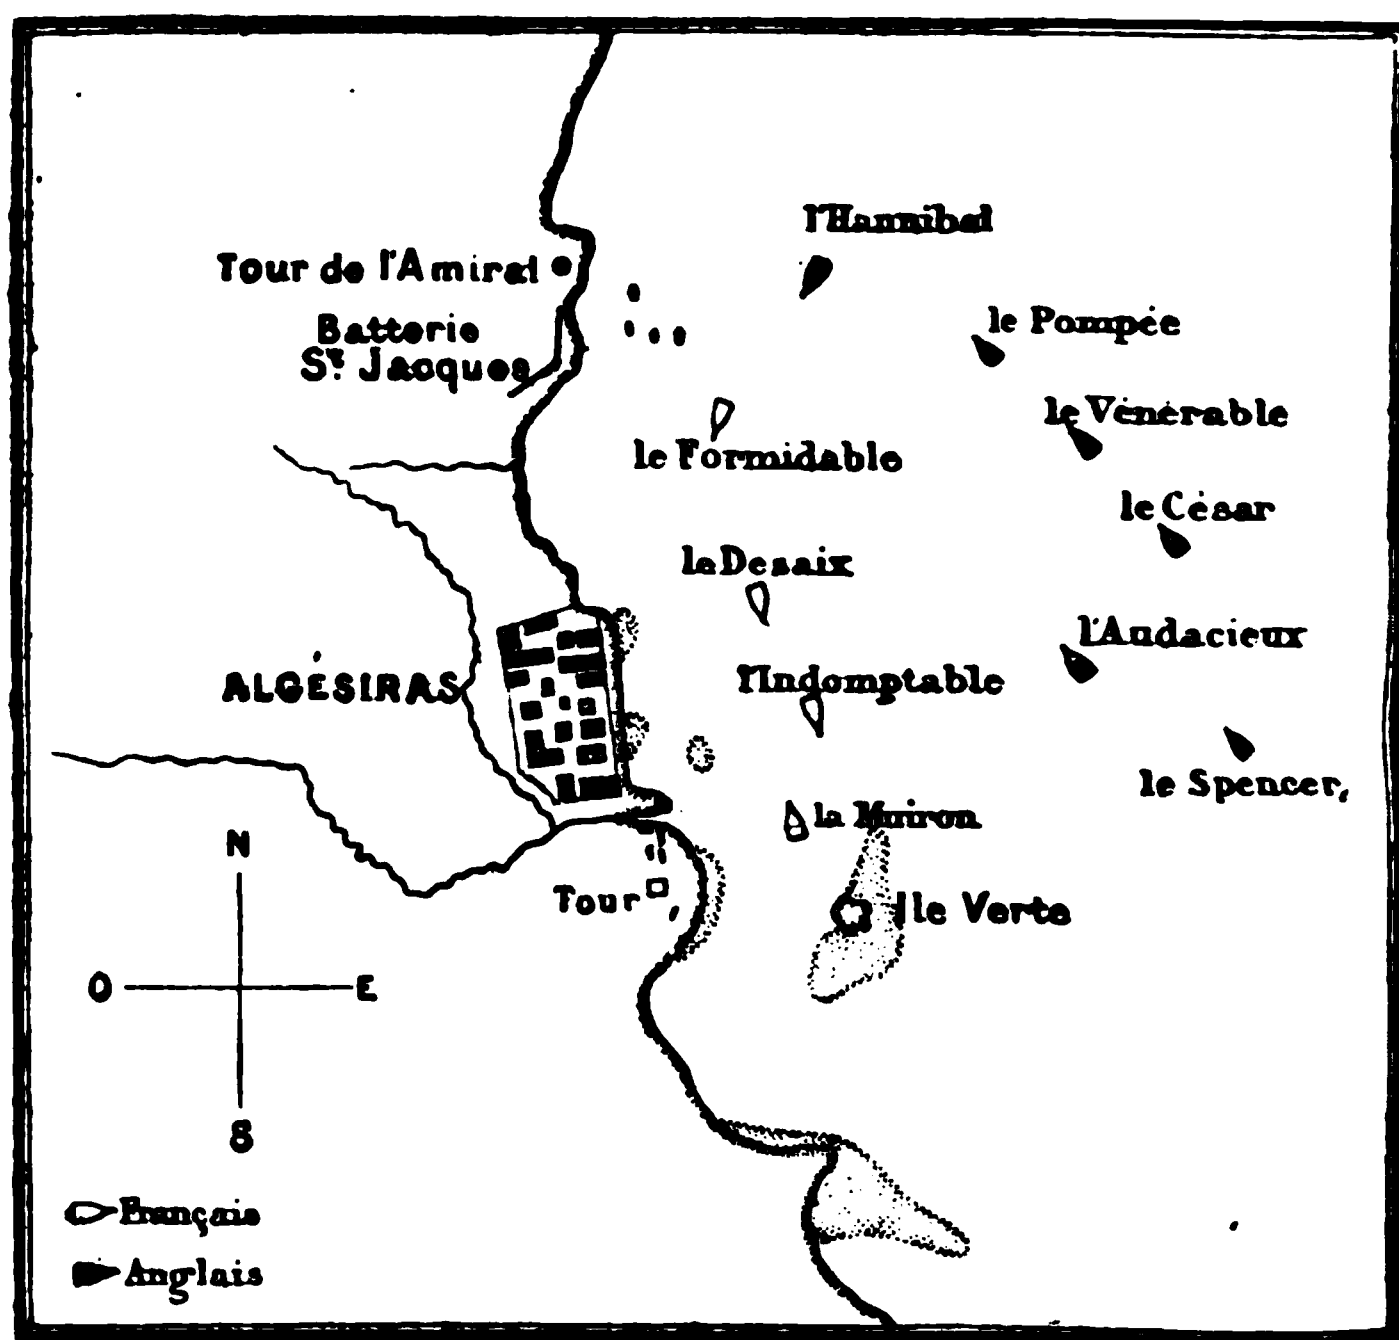 l'Hannibal
Tour de l'Amiral
le Pompée
Batterie
St. Jacques
le Vénérable
le Formidable
le César
le Desaix
l'Audacieux
l'Indomptable
ALGÉSIRAS
le Spencer,
la Muiron
N
Tour
Ile Verte
O
E
S
Français
Anglais